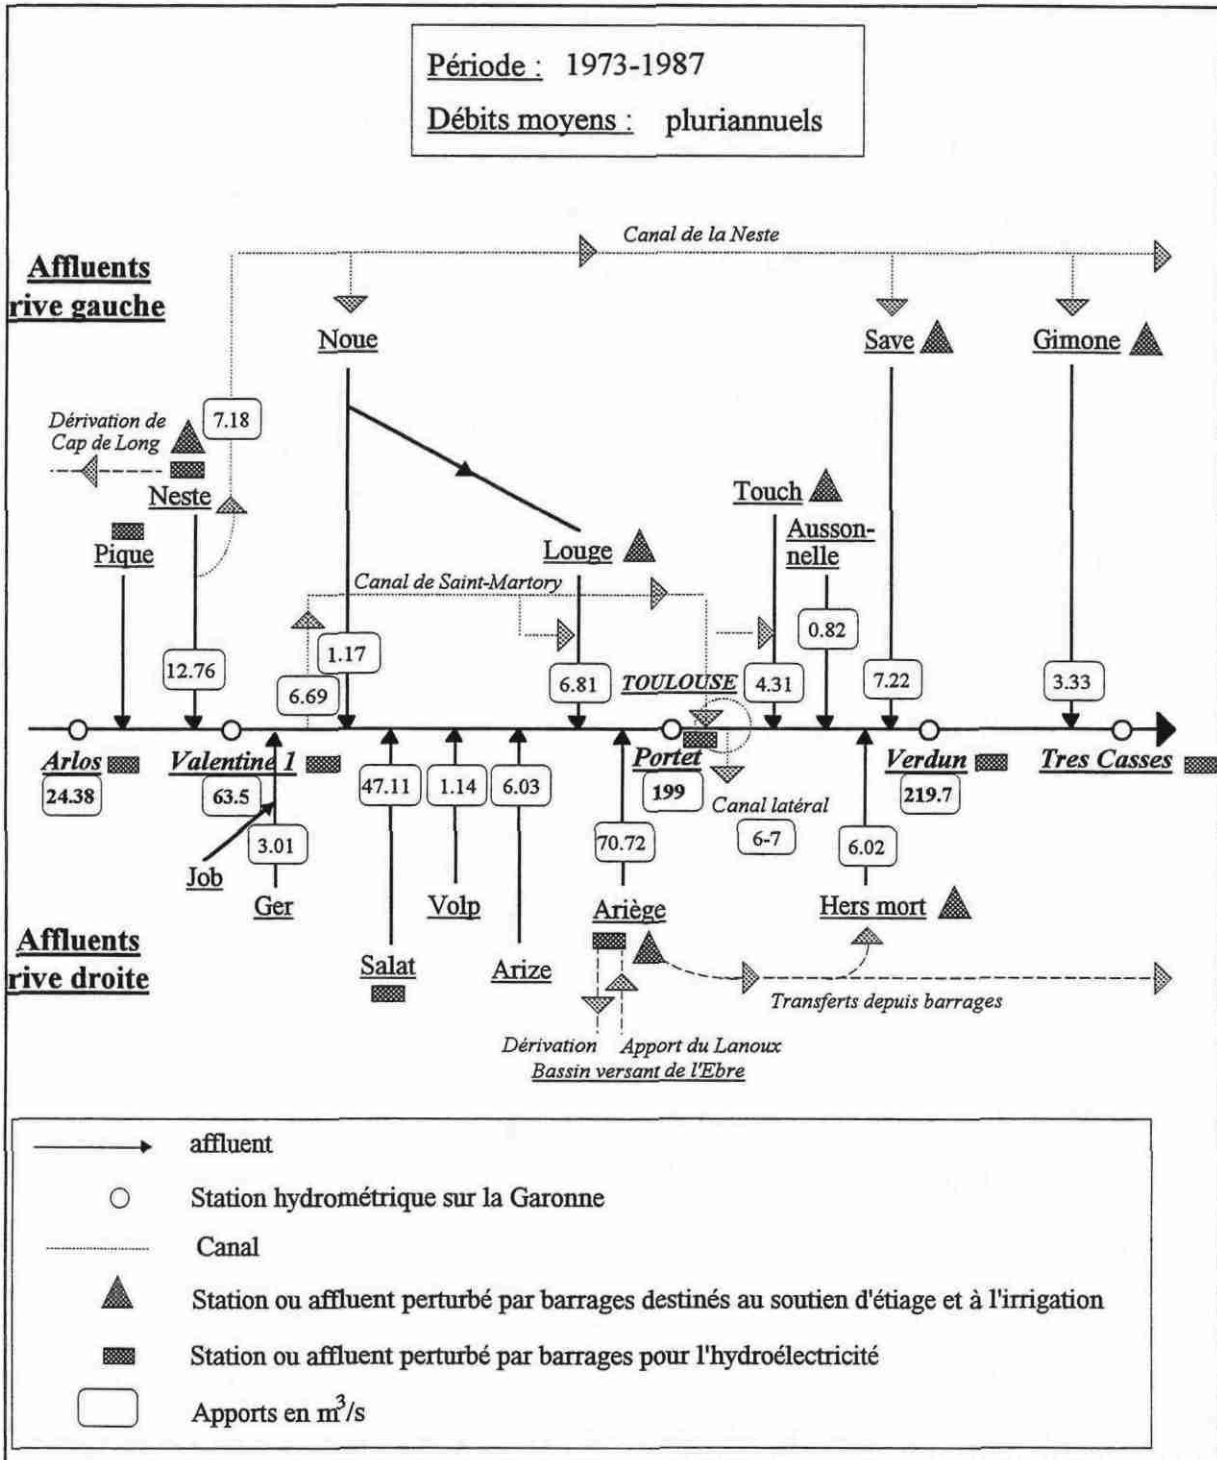 Période : 1973-1987
Débits moyens : pluriannuels
Canal de la Neste
Affluents
rive gauche
Noue
Save
Gimone
Dérivation de
Cap de Long
7.18
Neste
Touch
Pique
Louge
Ausson-
nelle
Canal de Saint-Martory
12.76
6.69
1.17
6.81
TOULOUSE
4.31
0.82
7.22
3.33
Arlos
Valentine 1
Portet
Verdun
Tres Casses
24.38
63.5
47.11
1.14
6.03
199
219.7
Canal latéral
6-7
3.01
70.72
6.02
Job
Ger
Volp
Ariège
Hers mort
Affluents
rive droite
Salat
Arize
Transferts depuis barrages
Dérivation
Apport du Lanoux
Bassin versant de l'Ebre
affluent
Station hydrométrique sur la Garonne
Canal
Station ou affluent perturbé par barrages destinés au soutien d'étiage et à l'irrigation
Station ou affluent perturbé par barrages pour l'hydroélectricité
Apports en m³/s